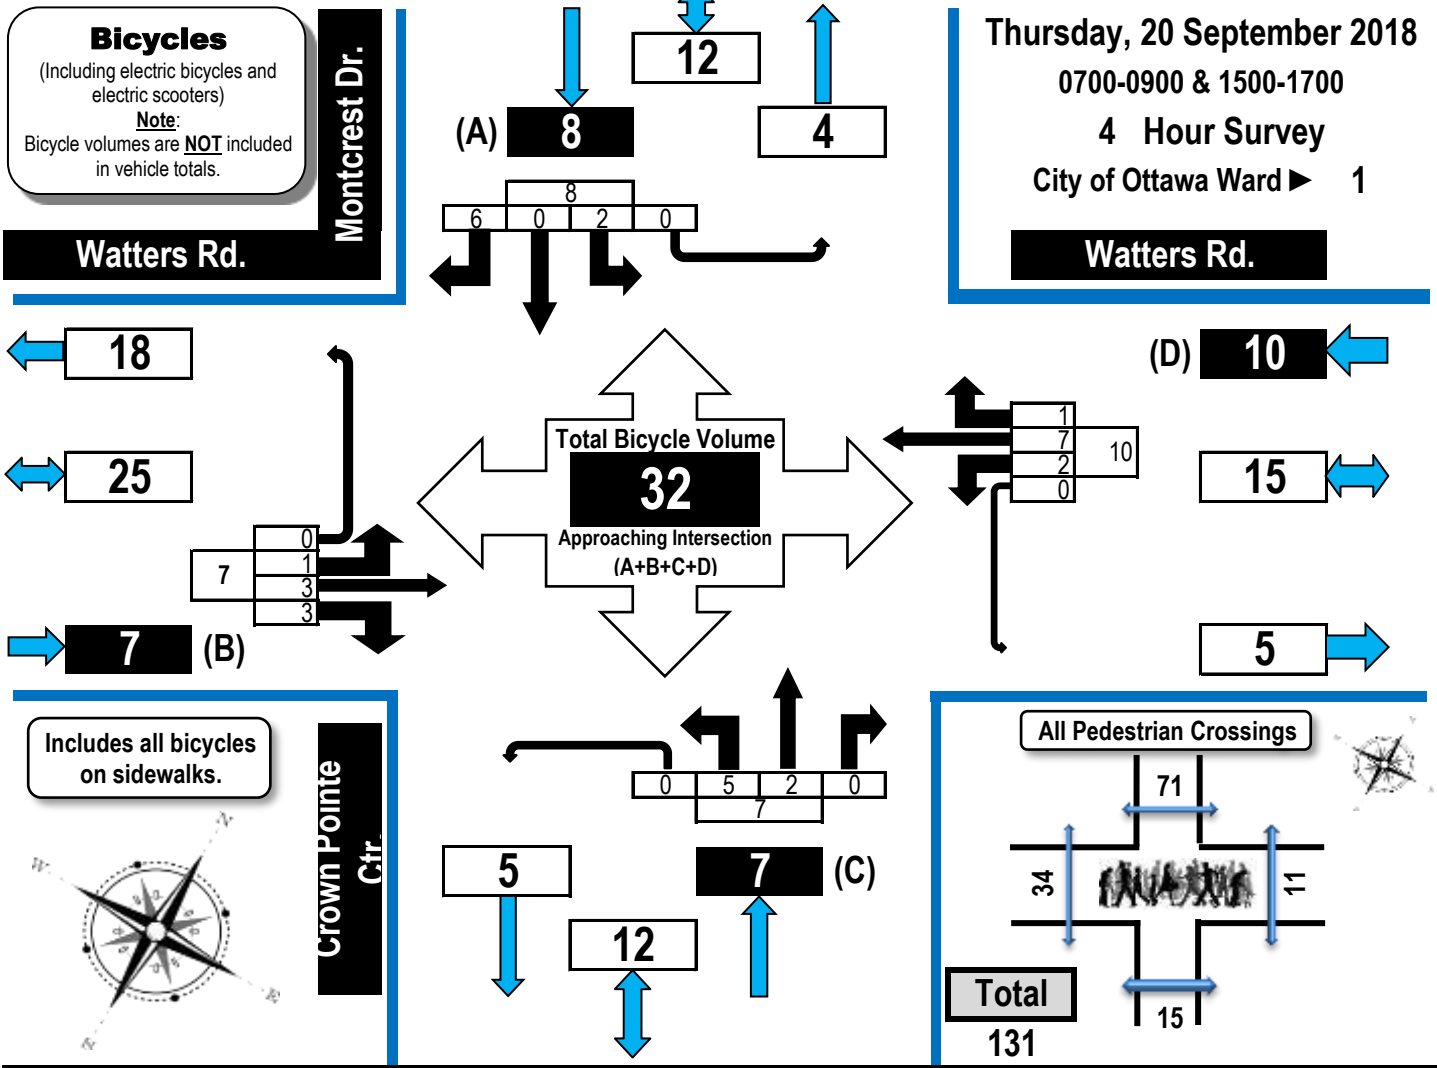 Bicycles
(Including electric bicycles and
electric scooters)
Note:
Bicycle volumes are NOT included
in vehicle totals.
Montcrest Dr.
Watters Rd.
12
(A) 8
4
8
6 0 2 0
Thursday, 20 September 2018
0700-0900 & 1500-1700
4 Hour Survey
City of Ottawa Ward ► 1
Watters Rd.
18
25
0
1
3
3
7
7 (B)
Total Bicycle Volume
32
Approaching Intersection
(A+B+C+D)
(D) 10
1
7
2
0
10
15
5
Includes all bicycles
on sidewalks.
Crown Pointe
Ctr.
N
W
E
S
0 5 2 0
7
5
7 (C)
12
All Pedestrian Crossings
71
34
11
15
Total
131